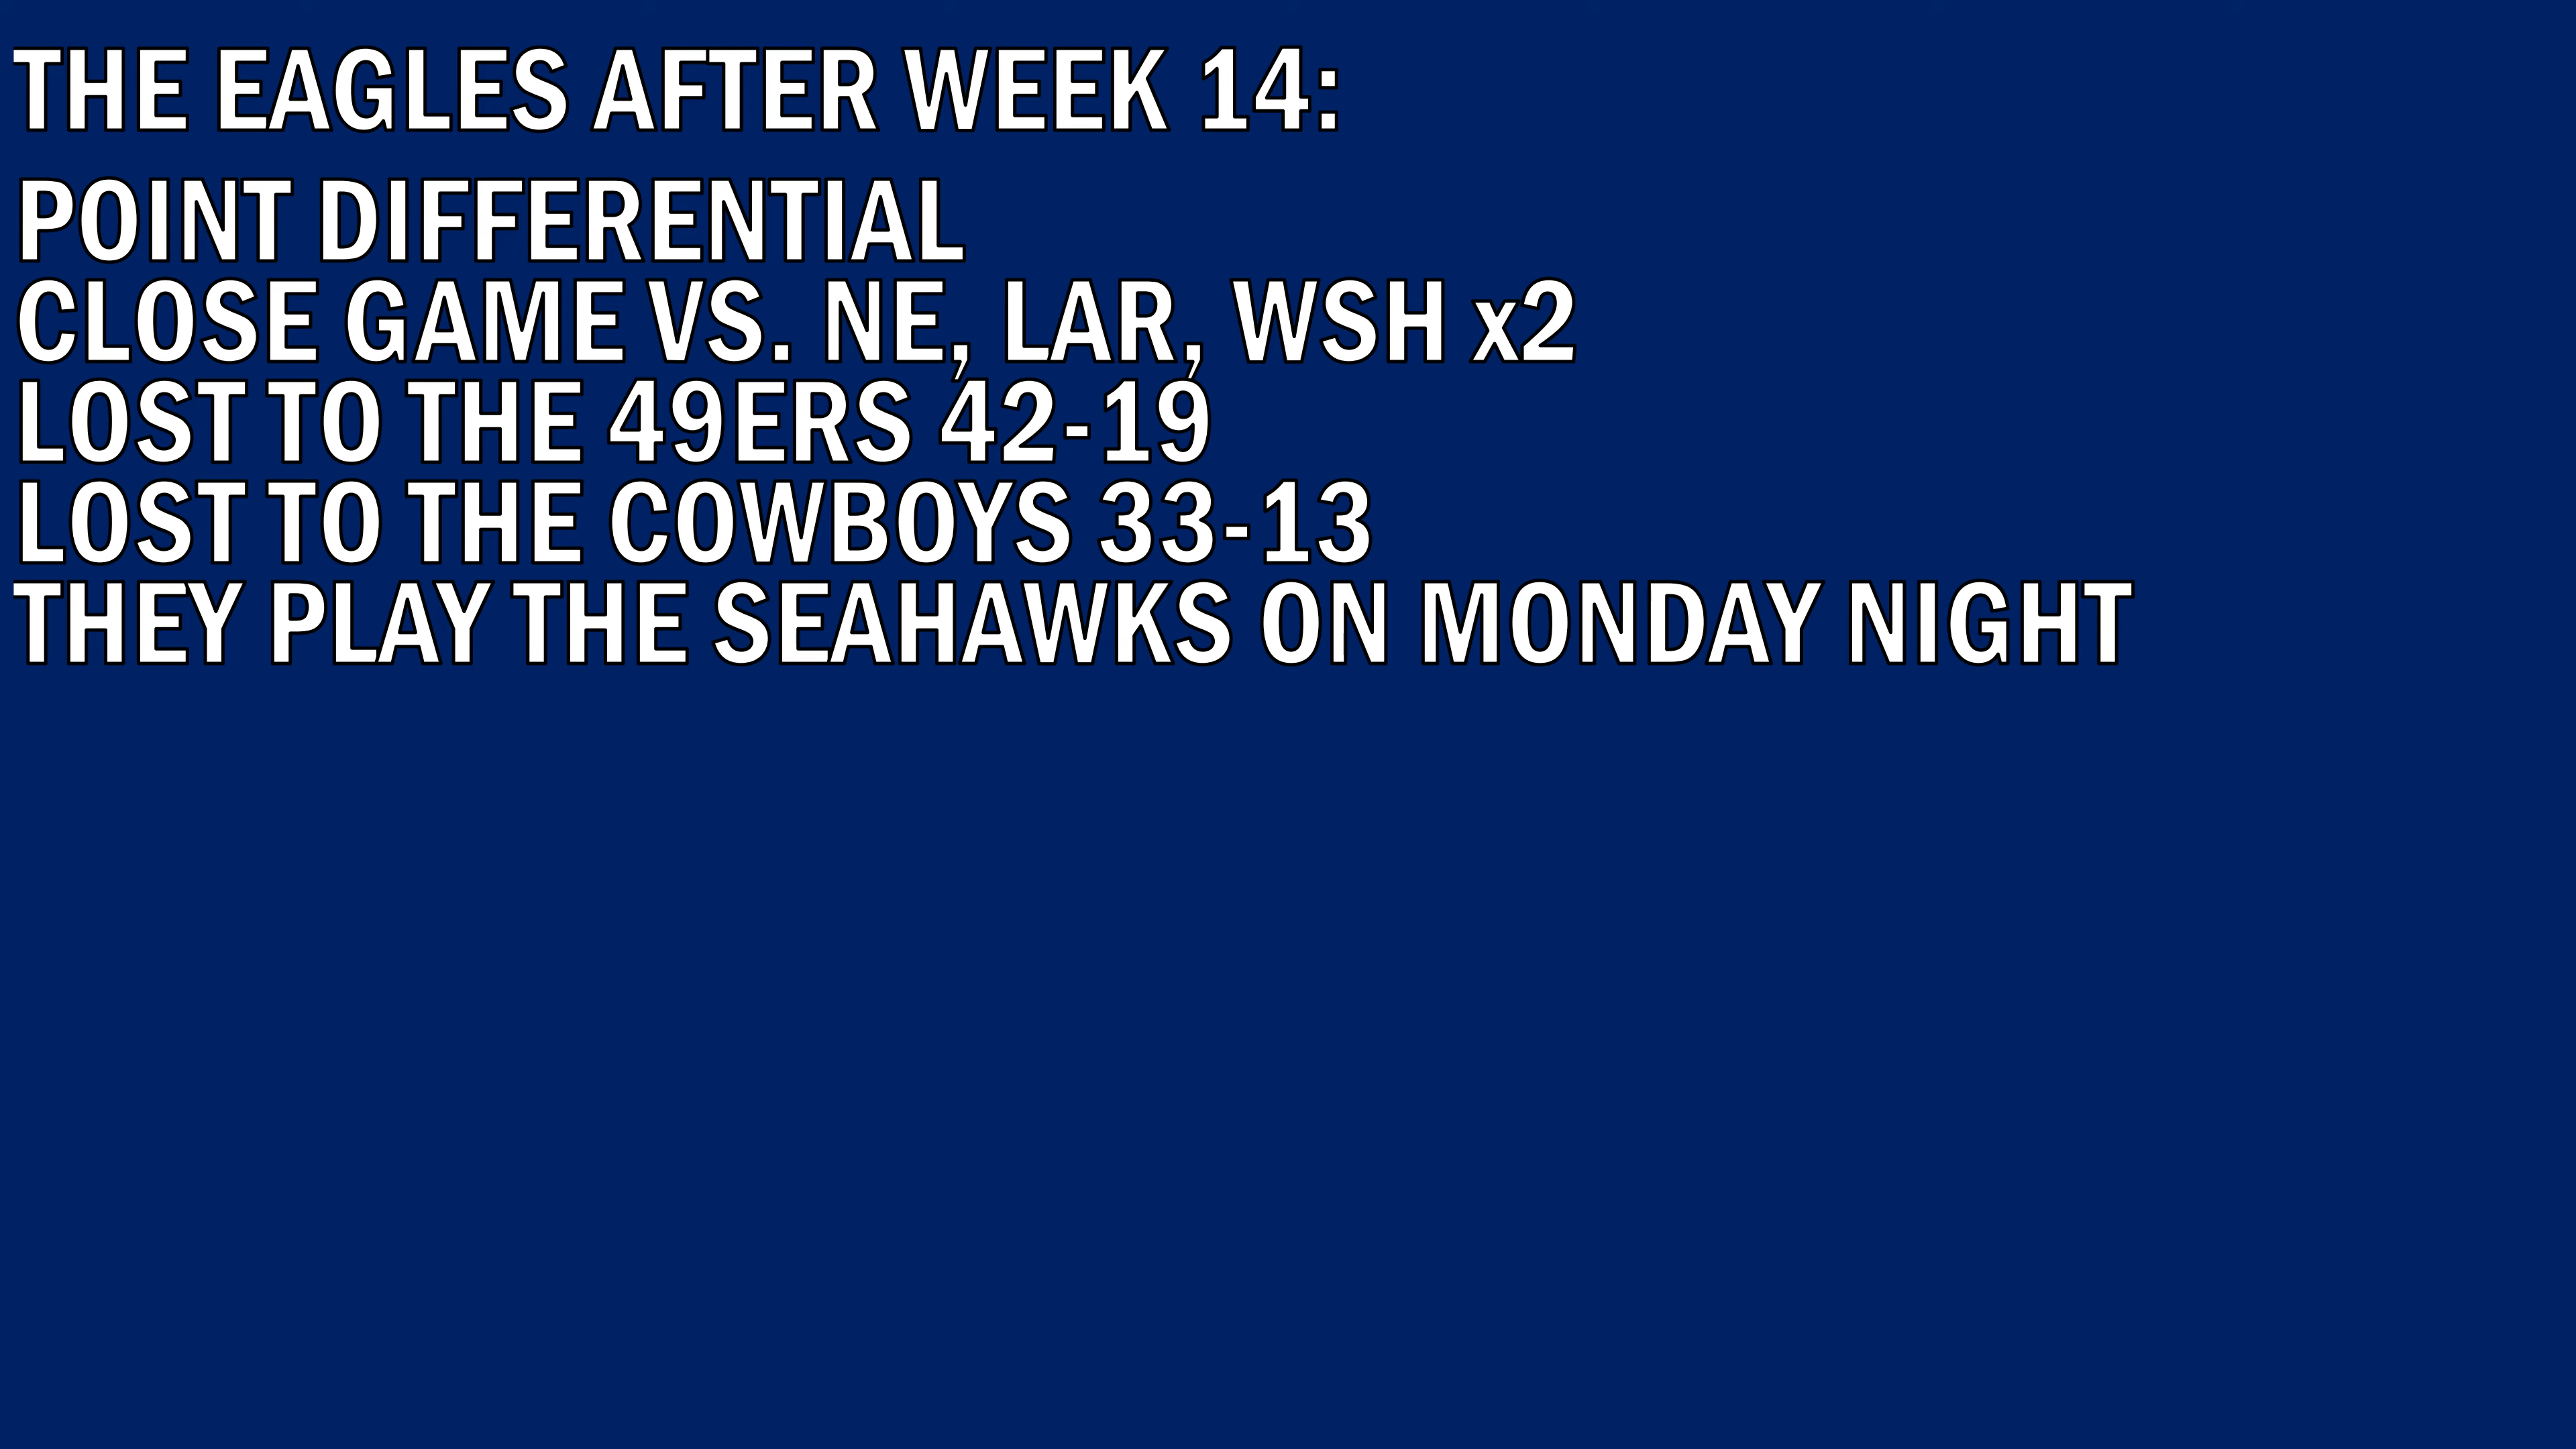 THE EAGLES AFTER WEEK 14:
POINT DIFFERENTIAL
CLOSE GAME VS. NE, LAR, WSH x2
LOST TO THE 49ERS 42-19
LOST TO THE COWBOYS 33-13
THEY PLAY THE SEAHAWKS ON MONDAY NIGHT